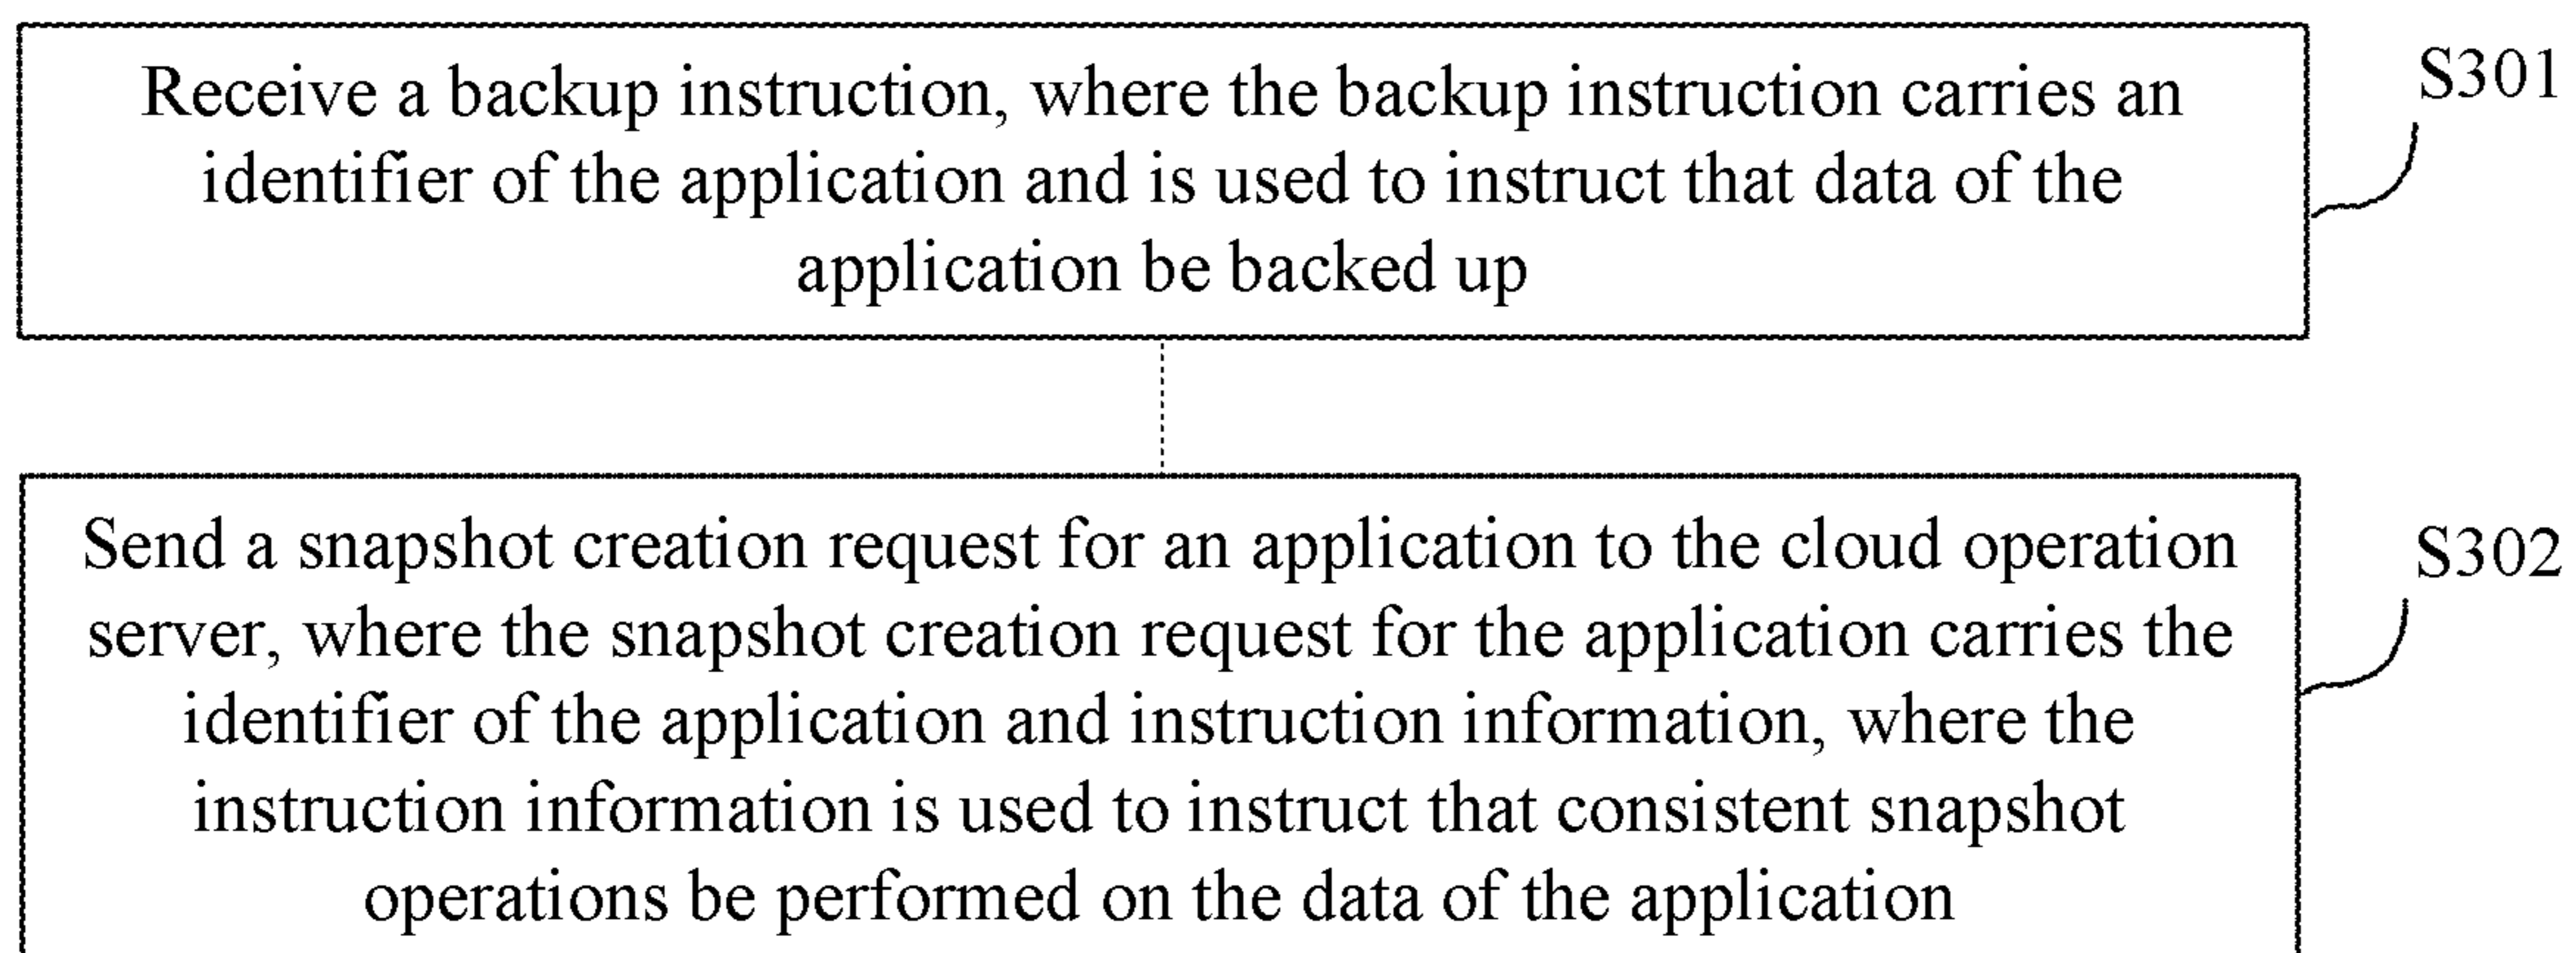 Receive a backup instruction, where the backup instruction carries an
identifier of the application and is used to instruct that data of the
application be backed up
S301
Send a snapshot creation request for an application to the cloud operation
server, where the snapshot creation request for the application carries the
identifier of the application and instruction information, where the
instruction information is used to instruct that consistent snapshot
operations be performed on the data of the application
S302